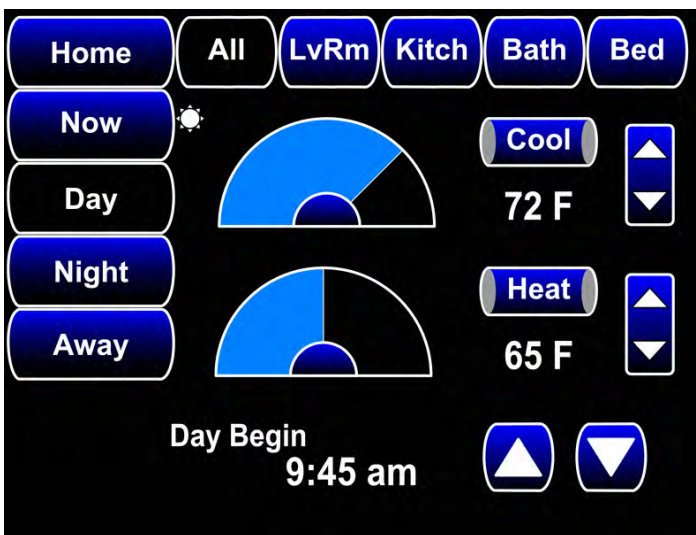 Home
All
LvRm
Kitch
Bath
Bed
Now
Day
Night
Away
Cool
72 F
Heat
65 F
Day Begin
9:45 am